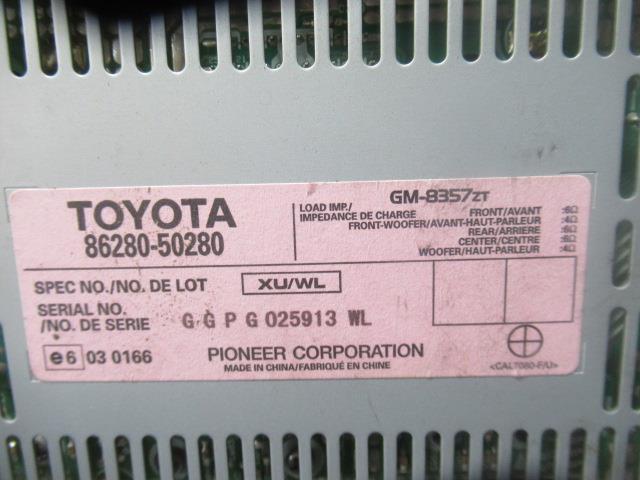 TOYOTA
86280-50280
GM-8357ZT
LOAD IMP./
IMPEDANCE DE CHARGE
FRONT/AVANT :6Ω
FRONT-WOOFER/AVANT-HAUT-PARLEUR :4Ω
REAR/ARRIERE :6Ω
CENTER/CENTRE :6Ω
WOOFER/HAUT-PARLEUR :4Ω
SPEC NO./NO. DE LOT XU/WL
SERIAL NO.
/NO. DE SERIE G G P G 025913 WL
e6 03 0166
PIONEER CORPORATION
MADE IN CHINA/FABRIQUÉ EN CHINE
<CAL7080-F/U>